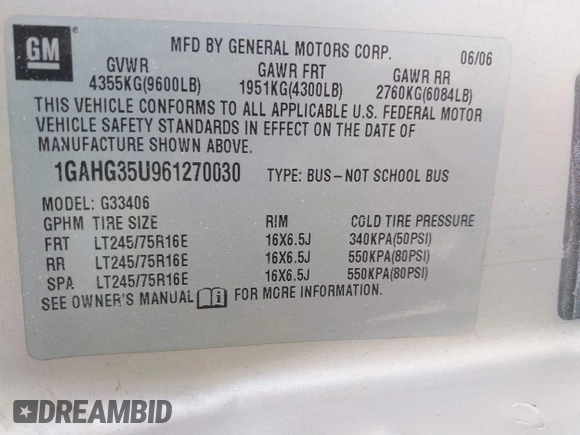 GM
MFD BY GENERAL MOTORS CORP. 06/06
GVWR GAWR FRT GAWR RR
4355KG(9600LB) 1951KG(4300LB) 2760KG(6084LB)
THIS VEHICLE CONFORMS TO ALL APPLICABLE U.S. FEDERAL MOTOR
VEHICLE SAFETY STANDARDS IN EFFECT ON THE DATE OF
MANUFACTURE SHOWN ABOVE.
1GAHG35U961270030 TYPE: BUS-NOT SCHOOL BUS
MODEL: G33406
GPHM TIRE SIZE RIM COLD TIRE PRESSURE
FRT LT245/75R16E 16X6.5J 340KPA(50PSI)
RR LT245/75R16E 16X6.5J 550KPA(80PSI)
SPA LT245/75R16E 16X6.5J 550KPA(80PSI)
SEE OWNER'S MANUAL FOR MORE INFORMATION.
DREAMBID